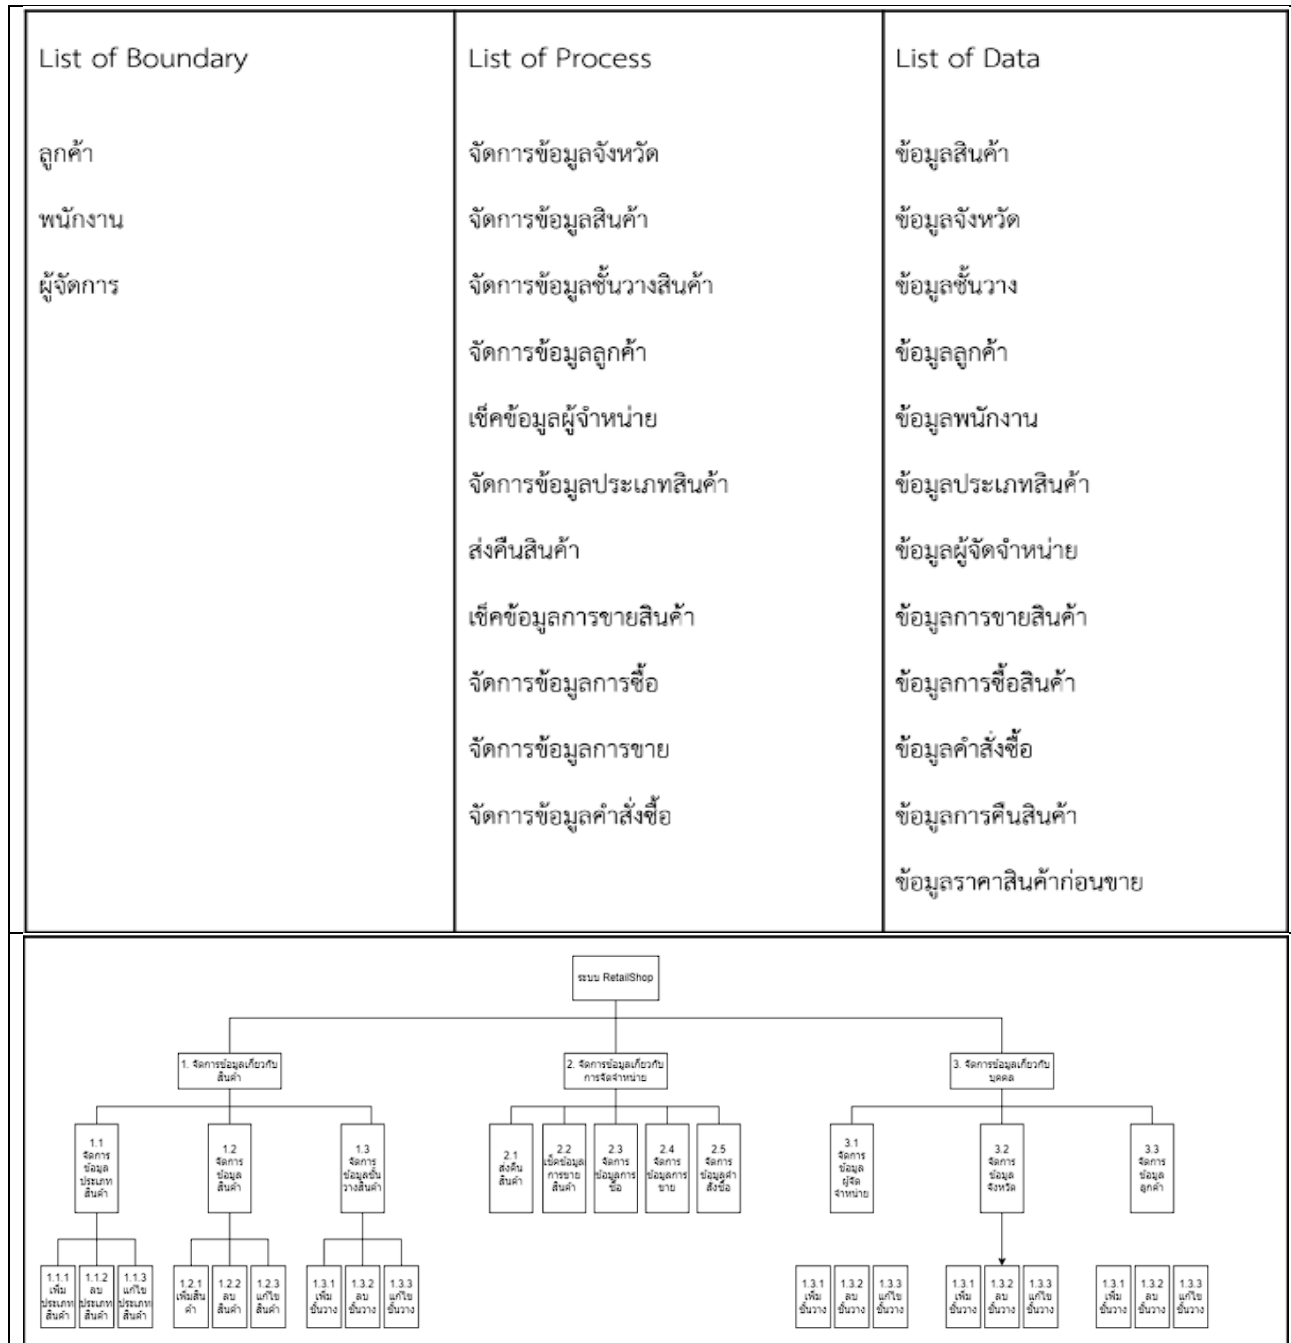 List of Boundary
List of Process
List of Data
ลูกค้า
จัดการข้อมูลจังหวัด
ข้อมูลสินค้า
พนักงาน
จัดการข้อมูลสินค้า
ข้อมูลจังหวัด
ผู้จัดการ
จัดการข้อมูลชั้นวางสินค้า
ข้อมูลชั้นวาง
จัดการข้อมูลลูกค้า
ข้อมูลลูกค้า
เช็คข้อมูลผู้จำหน่าย
ข้อมูลพนักงาน
จัดการข้อมูลประเภทสินค้า
ข้อมูลประเภทสินค้า
ส่งคืนสินค้า
ข้อมูลผู้จัดจำหน่าย
เช็คข้อมูลการขายสินค้า
ข้อมูลการขายสินค้า
จัดการข้อมูลการซื้อ
ข้อมูลการซื้อสินค้า
จัดการข้อมูลการขาย
ข้อมูลคำสั่งซื้อ
จัดการข้อมูลคำสั่งซื้อ
ข้อมูลการคืนสินค้า
ข้อมูลราคาสินค้าก่อนขาย
ระบบ RetailShop
1. จัดการข้อมูลเกี่ยวกับ
สินค้า
2. จัดการข้อมูลเกี่ยวกับ
การจัดจำหน่าย
3. จัดการข้อมูลเกี่ยวกับ
บุคคล
1.1
จัดการ
ข้อมูล
ประเภท
สินค้า
1.2
จัดการ
ข้อมูล
สินค้า
1.3
จัดการ
ข้อมูลชั้น
วางสินค้า
2.1
ส่งคืน
สินค้า
2.2
เช็คข้อมูล
การขาย
สินค้า
2.3
จัดการ
ข้อมูลการ
ซื้อ
2.4
จัดการ
ข้อมูลการ
ขาย
2.5
จัดการ
ข้อมูลคำ
สั่งซื้อ
3.1
จัดการ
ข้อมูล
ผู้จัด
จำหน่าย
3.2
จัดการ
ข้อมูล
จังหวัด
3.3
จัดการ
ข้อมูล
ลูกค้า
1.1.1
เพิ่ม
ประเภท
สินค้า
1.1.2
ลบ
ประเภท
สินค้า
1.1.3
แก้ไข
ประเภท
สินค้า
1.2.1
เพิ่มสิน
ค้า
1.2.2
ลบ
สินค้า
1.2.3
แก้ไข
สินค้า
1.3.1
เพิ่ม
ชั้นวาง
1.3.2
ลบ
ชั้นวาง
1.3.3
แก้ไข
ชั้นวาง
1.3.1
เพิ่ม
ชั้นวาง
1.3.2
ลบ
ชั้นวาง
1.3.3
แก้ไข
ชั้นวาง
1.3.1
เพิ่ม
ชั้นวาง
1.3.2
ลบ
ชั้นวาง
1.3.3
แก้ไข
ชั้นวาง
1.3.1
เพิ่ม
ชั้นวาง
1.3.2
ลบ
ชั้นวาง
1.3.3
แก้ไข
ชั้นวาง